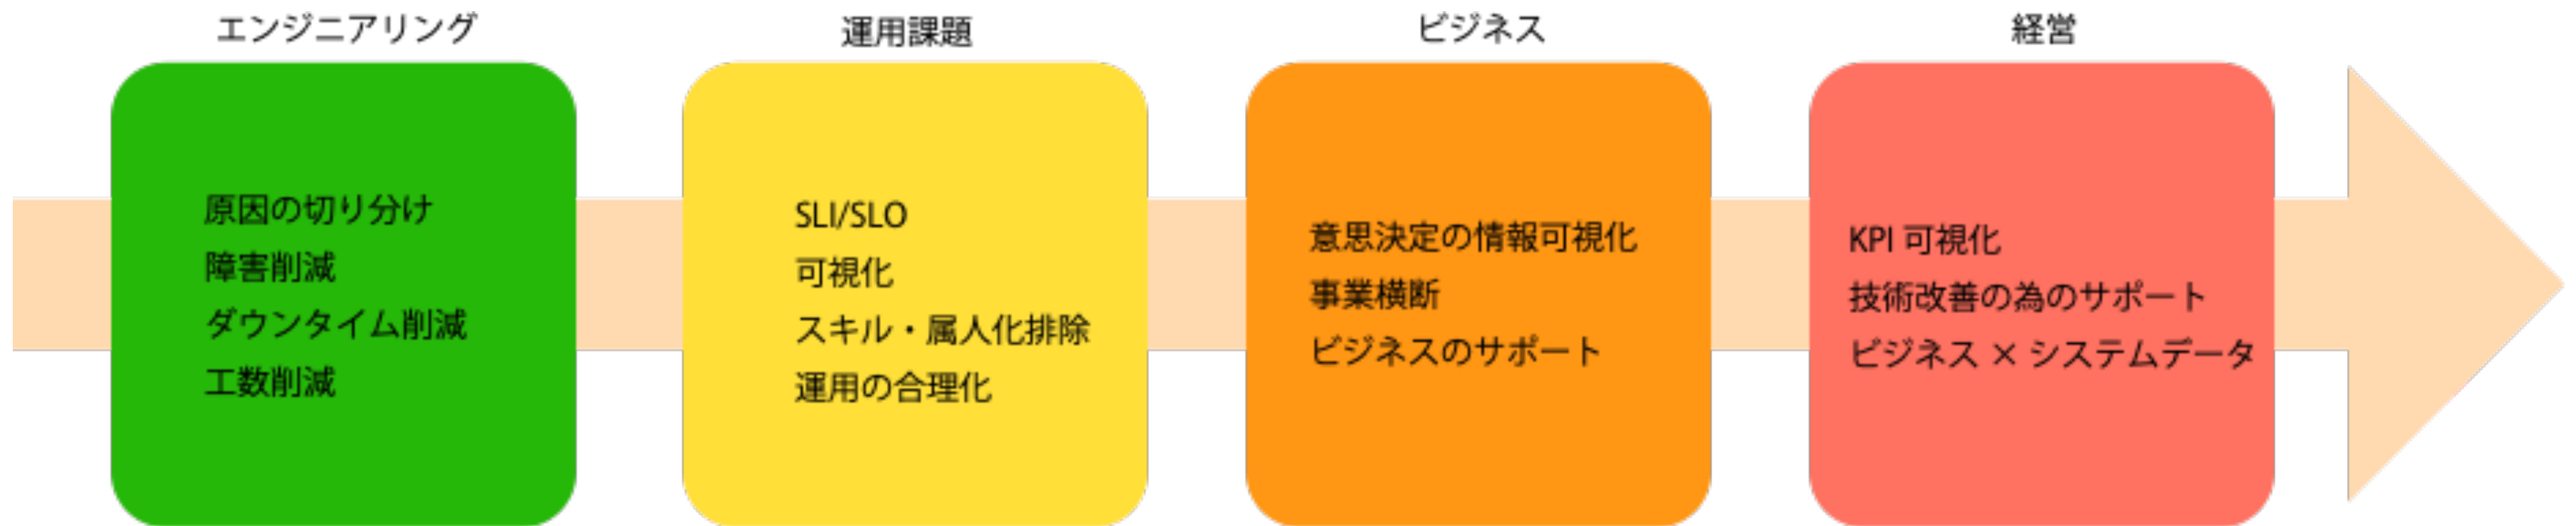 エンジニアリング
原因の切り分け
障害削減
ダウンタイム削減
工数削減
運用課題
SLI/SLO
可視化
スキル・属人化排除
運用の合理化
ビジネス
意思決定の情報可視化
事業横断
ビジネスのサポート
経営
KPI 可視化
技術改善の為のサポート
ビジネス × システムデータ